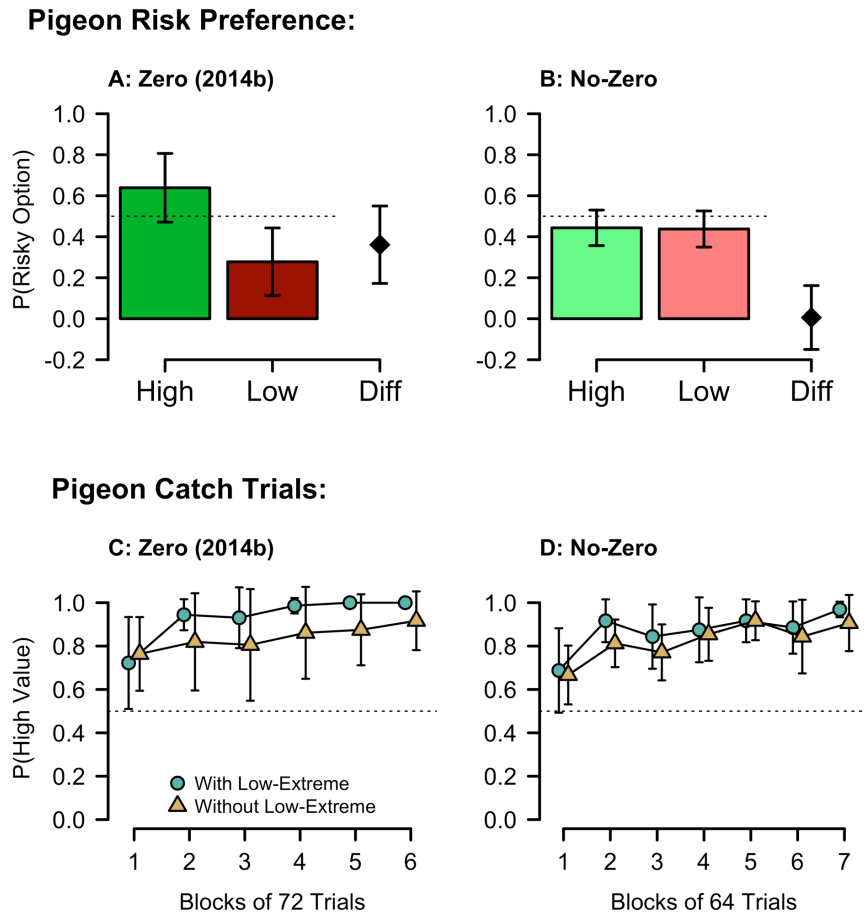 Pigeon Risk Preference:
A: Zero (2014b)
P(Risky Option)
1.0
0.8
0.6
0.4
0.2
0.0
-0.2
High Low Diff
B: No-Zero
1.0
0.8
0.6
0.4
0.2
0.0
-0.2
High Low Diff
Pigeon Catch Trials:
C: Zero (2014b)
P(High Value)
1.0
0.8
0.6
0.4
0.2
0.0
With Low-Extreme
Without Low-Extreme
1 2 3 4 5 6
Blocks of 72 Trials
D: No-Zero
1.0
0.8
0.6
0.4
0.2
0.0
1 2 3 4 5 6 7
Blocks of 64 Trials